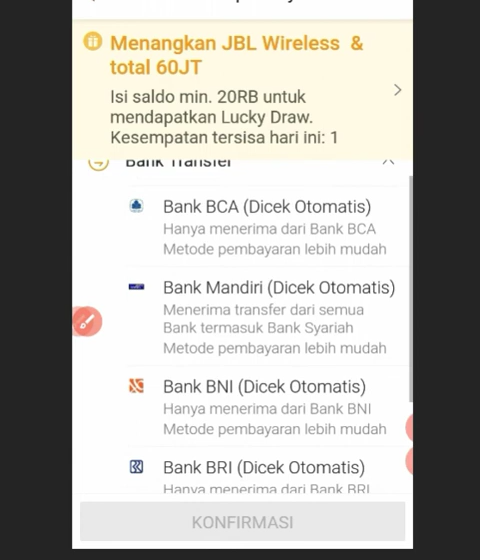 Menangkan JBL Wireless &
total 60JT
Isi saldo min. 20RB untuk
mendapatkan Lucky Draw.
Kesempatan tersisa hari ini: 1
Bank Transfer
Bank BCA (Dicek Otomatis)
Hanya menerima dari Bank BCA
Metode pembayaran lebih mudah
Bank Mandiri (Dicek Otomatis)
Menerima transfer dari semua
Bank termasuk Bank Syariah
Metode pembayaran lebih mudah
Bank BNI (Dicek Otomatis)
Hanya menerima dari Bank BNI
Metode pembayaran lebih mudah
Bank BRI (Dicek Otomatis)
Hanya menerima dari Bank BRI
KONFIRMASI